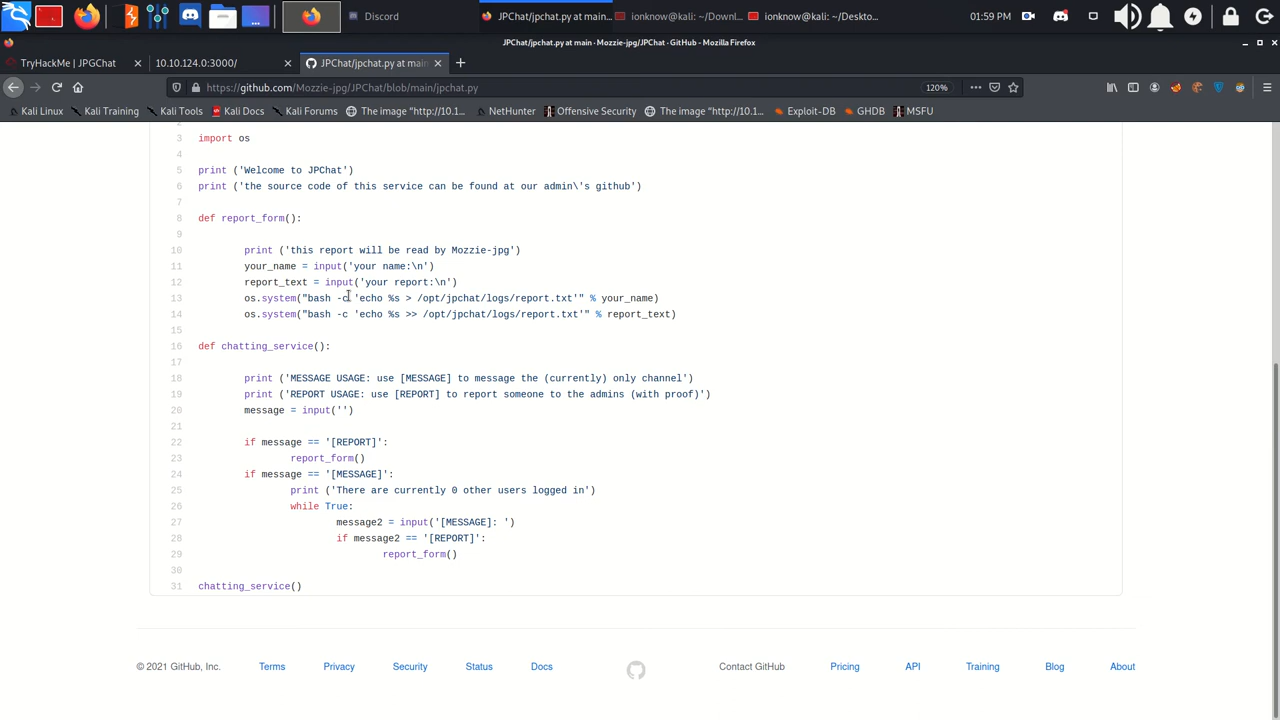 Discord
JPChat/jpchat.py at main...
ionknow@kali: ~/Downl...
ionknow@kali: ~/Deskto...
01:59 PM
JPChat/jpchat.py at main · Mozzie-jpg/JPChat · GitHub - Mozilla Firefox
TryHackMe | JPGChat
10.10.124.0:3000/
JPChat/jpchat.py at main
https://github.com/Mozzie-jpg/JPChat/blob/main/jpchat.py
120%
Kali Linux
Kali Training
Kali Tools
Kali Docs
Kali Forums
The image "http://10.1...
NetHunter
Offensive Security
The image "http://10.1...
Exploit-DB
GHDB
MSFU
2
3 import os
4
5 print ('Welcome to JPChat')
6 print ('the source code of this service can be found at our admin\'s github')
7
8 def report_form():
9
10 print ('this report will be read by Mozzie-jpg')
11 your_name = input('your name:\n')
12 report_text = input('your report:\n')
13 os.system("bash -c 'echo %s > /opt/jpchat/logs/report.txt'" % your_name)
14 os.system("bash -c 'echo %s >> /opt/jpchat/logs/report.txt'" % report_text)
15
16 def chatting_service():
17
18 print ('MESSAGE USAGE: use [MESSAGE] to message the (currently) only channel')
19 print ('REPORT USAGE: use [REPORT] to report someone to the admins (with proof)')
20 message = input('')
21
22 if message == '[REPORT]':
23 report_form()
24 if message == '[MESSAGE]':
25 print ('There are currently 0 other users logged in')
26 while True:
27 message2 = input('[MESSAGE]: ')
28 if message2 == '[REPORT]':
29 report_form()
30
31 chatting_service()
© 2021 GitHub, Inc.
Terms
Privacy
Security
Status
Docs
Contact GitHub
Pricing
API
Training
Blog
About